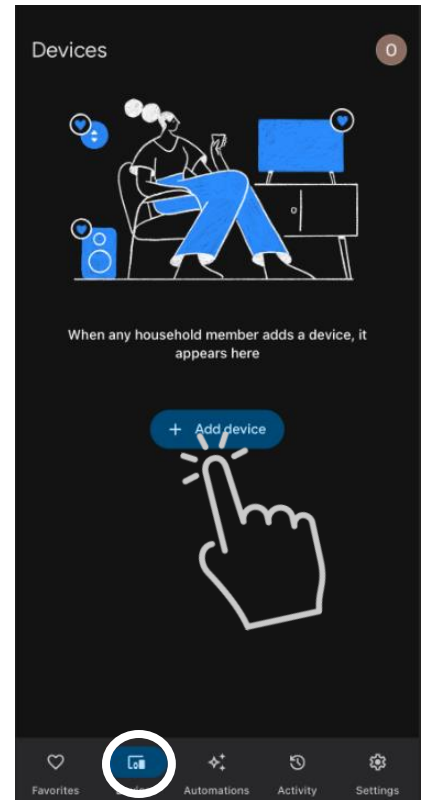 Devices
O
When any household member adds a device, it
appears here
+ Add device
Favorites
Automations
Activity
Settings